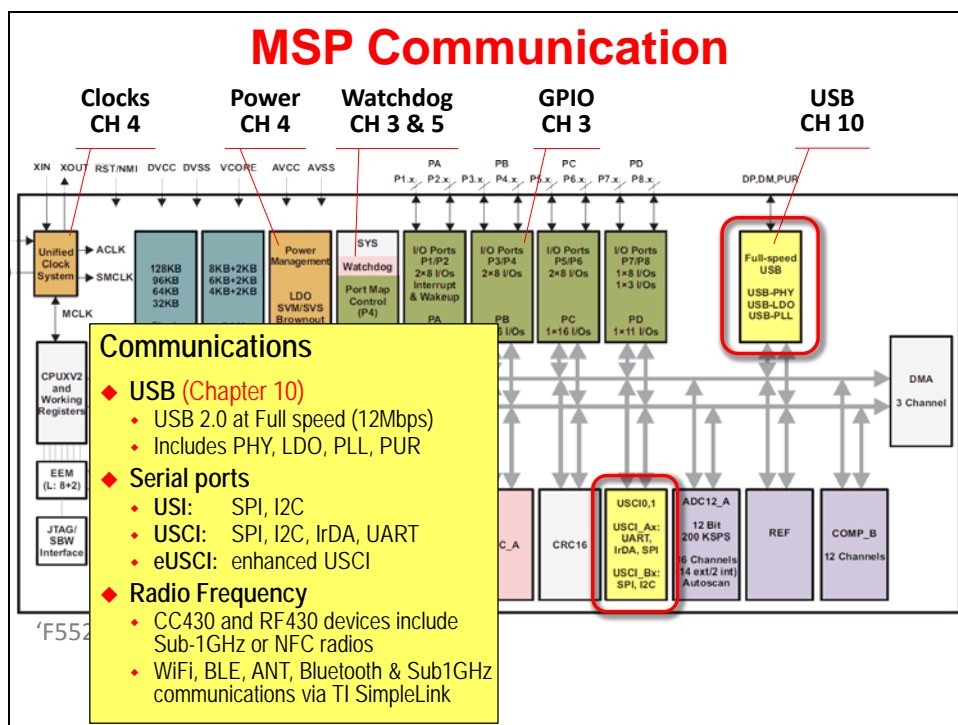 MSP Communication
Clocks
CH 4
Power
CH 4
Watchdog
CH 3 & 5
GPIO
CH 3
USB
CH 10
XIN
XOUT
RST/NMI
DVCC
DVSS
VCORE
AVCC
AVSS
PA
P1.x
P2.x
PB
P3.x
P4.x
PC
P5.x
P6.x
PD
P7.x
P8.x
DP,DM,PUR
Unified
Clock
System
ACLK
SMCLK
MCLK
128KB
96KB
64KB
32KB
8KB+2KB
6KB+2KB
4KB+2KB
Power
Management
LDO
SVM/SVS
Brownout
SYS
Watchdog
Port Map
Control
(P4)
I/O Ports
P1/P2
2×8 I/Os
Interrupt
& Wakeup
PA
I/O Ports
P3/P4
2×8 I/Os
PB
I/Os
I/O Ports
P5/P6
2×8 I/Os
PC
1×16 I/Os
I/O Ports
P7/P8
1×8 I/Os
1×3 I/Os
PD
1×11 I/Os
Full-speed
USB
USB-PHY
USB-LDO
USB-PLL
CPUXV2
and
Working
Registers
EEM
(L: 8+2)
JTAG/
SBW
Interface
DMA
3 Channel
Communications
◆ USB (Chapter 10)
◆ USB 2.0 at Full speed (12Mbps)
◆ Includes PHY, LDO, PLL, PUR
◆ Serial ports
◆ USI: SPI, I2C
◆ USCI: SPI, I2C, IrDA, UART
◆ eUSCI: enhanced USCI
◆ Radio Frequency
◆ CC430 and RF430 devices include
Sub-1GHz or NFC radios
◆ WiFi, BLE, ANT, Bluetooth & Sub1GHz
communications via TI SimpleLink
'F552
C_A
CRC16
USCI0,1
USCI_Ax:
UART,
IrDA, SPI
USCI_Bx:
SPI, I2C
ADC12_A
12 Bit
200 KSPS
16 Channels
14 ext/2 int)
Autoscan
REF
COMP_B
12 Channels